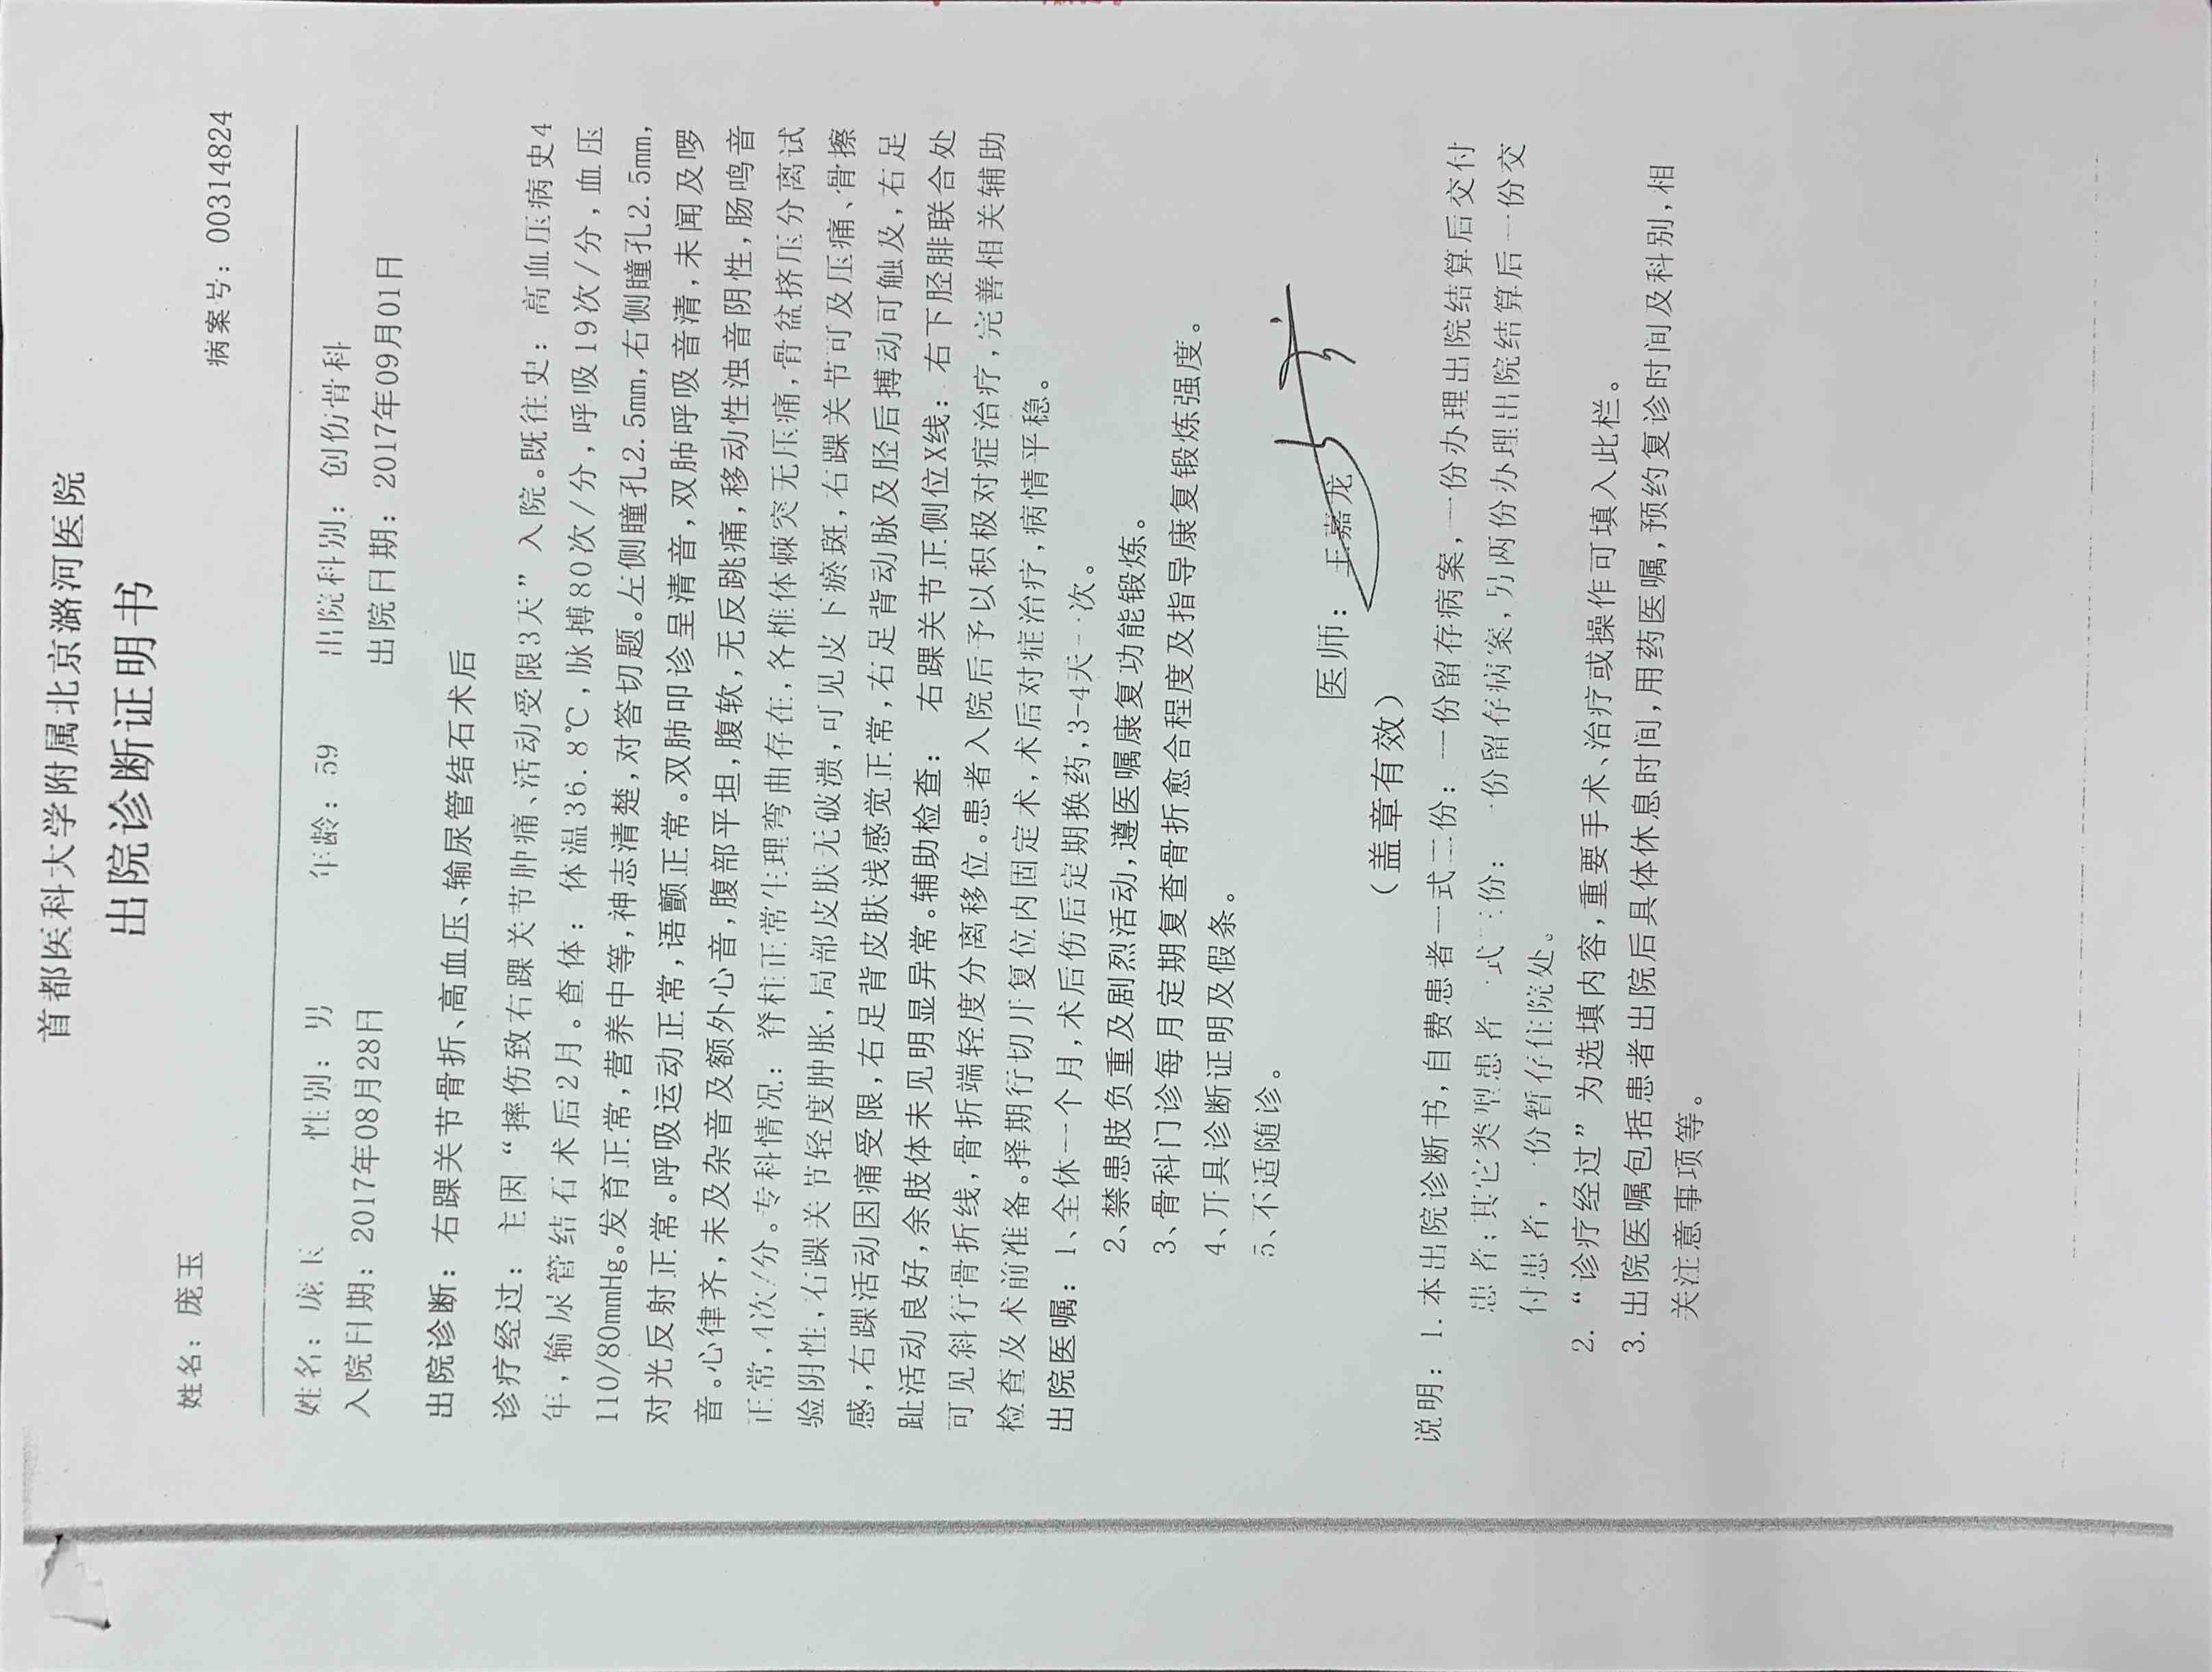 首都医科大学附属北京潞河医院
出院诊断证明书
姓名：庞玉
病案号：00314824
姓名：庞玉 性别：男 年龄：59 出院科别：创伤骨科
入院日期：2017年08月28日 出院日期：2017年09月01日
出院诊断：右踝关节骨折、高血压、输尿管结石术后
诊疗经过：主因“摔伤致右踝关节肿痛、活动受限3天”入院。既往史：高血压病史4
年，输尿管结石术后2月。查体：体温36.8℃，脉搏80次/分，呼吸19次/分，血压
110/80mmHg。发育正常，营养中等，神志清楚，对答切题。左侧瞳孔2.5mm，右侧瞳孔2.5mm，
对光反射正常。呼吸运动正常，语颤正常。双肺叩诊呈清音，双肺呼吸音清，未闻及啰
音。心律齐，未及杂音及额外心音，腹部平坦，腹软，无反跳痛，移动性浊音阴性，肠鸣音
正常，4次/分。专科情况：脊柱正常生理弯曲存在，各椎体棘突无压痛，骨盆挤压分离试
验阴性，右踝关节轻度肿胀，局部皮肤无破溃，可见皮下瘀斑，右踝关节可及压痛、骨擦
感，右踝活动因痛受限，右足背皮肤浅感觉正常，右足背动脉及胫后搏动可触及，右足
趾活动良好，余肢体未见明显异常。辅助检查：右踝关节正侧位X线：右下胫腓联合处
可见斜行骨折线，骨折端轻度分离移位。患者入院后予以积极对症治疗，完善相关辅助
检查及术前准备。择期行切开复位内固定术，术后对症治疗，病情平稳。
出院医嘱：1、全休一个月，术后伤后定期换药，3-4天一次。
2、禁患肢负重及剧烈活动，遵医嘱康复功能锻炼。
3、骨科门诊每月定期复查骨折愈合程度及指导康复锻炼强度。
4、开具诊断证明及假条。
5、不适随诊。
医师：王嘉龙
（盖章有效）
说明：1.本出院诊断书，自费患者一式二份：一份留存病案，一份办理出院结算后交付
患者；其它类型患者一式三份：一份留存病案，另两份办理出院结算后一份交
付患者，一份暂存住院处。
2.“诊疗经过”为选填内容，重要手术、治疗或操作可填入此栏。
3.出院医嘱包括患者出院后具体休息时间，用药医嘱，预约复诊时间及科别，相
关注意事项等。